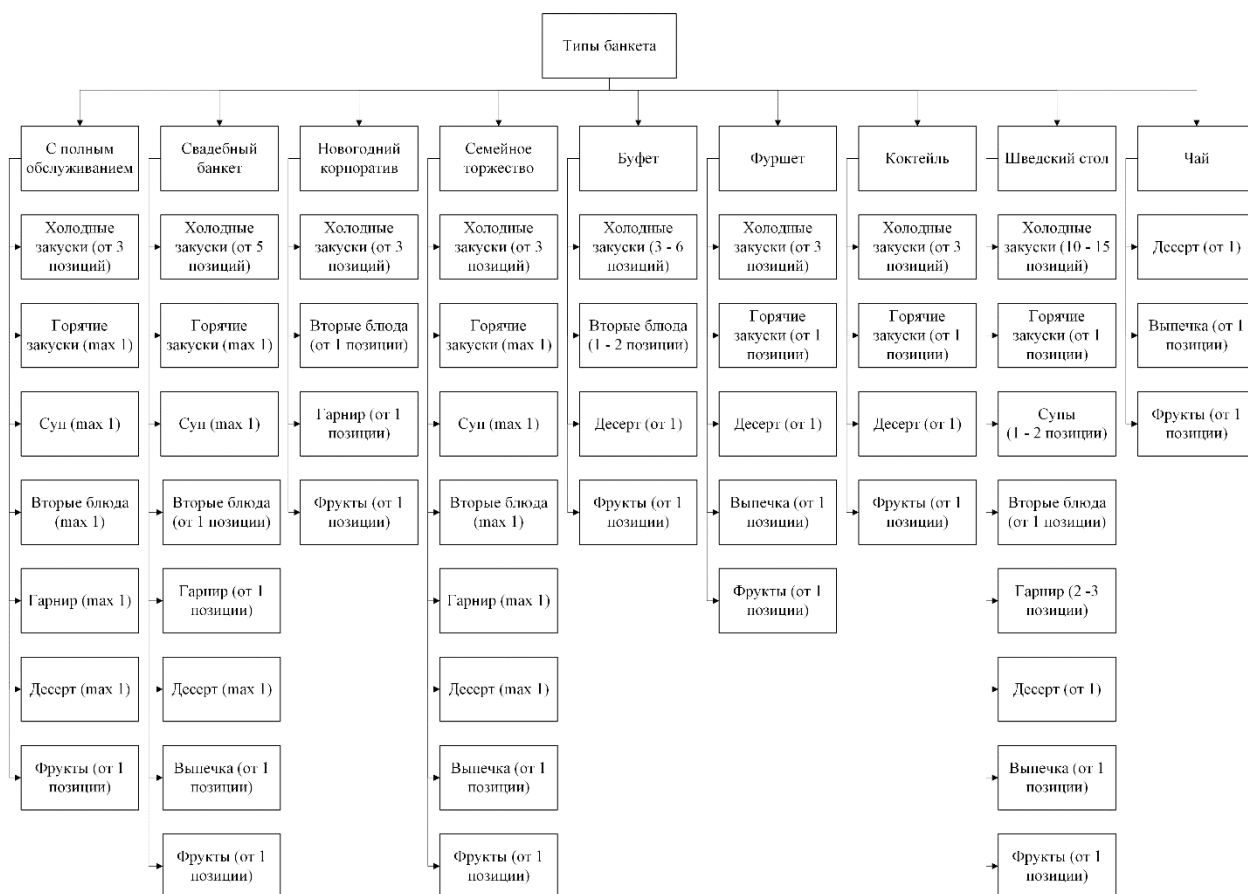 Типы банкета
С полным
обслуживанием
Свадебный
банкет
Новогодний
корпоратив
Семейное
торжество
Буфет
Фуршет
Коктейль
Шведский стол
Чай
Холодные
закуски (от 3
позиций)
Холодные
закуски (от 5
позиций)
Холодные
закуски (от 3
позиций)
Холодные
закуски (от 3
позиций)
Холодные
закуски (3 - 6
позиций)
Холодные
закуски (от 3
позиций)
Холодные
закуски (от 3
позиций)
Холодные
закуски (10 - 15
позиций)
Десерт (от 1)
Горячие
закуски (max 1)
Горячие
закуски (max 1)
Вторые блюда
(от 1 позиции)
Горячие
закуски (max 1)
Вторые блюда
(1 - 2 позиции)
Горячие
закуски (от 1
позиции)
Горячие
закуски (от 1
позиции)
Горячие
закуски (от 1
позиции)
Выпечка (от 1
позиции)
Суп (max 1)
Суп (max 1)
Гарнир (от 1
позиции)
Суп (max 1)
Десерт (от 1)
Десерт (от 1)
Десерт (от 1)
Супы
(1 - 2 позиции)
Фрукты (от 1
позиции)
Вторые блюда
(max 1)
Вторые блюда
(от 1 позиции)
Фрукты (от 1
позиции)
Вторые блюда
(max 1)
Фрукты (от 1
позиции)
Выпечка (от 1
позиции)
Фрукты (от 1
позиции)
Вторые блюда
(от 1 позиции)
Гарнир (max 1)
Гарнир (от 1
позиции)
Гарнир (max 1)
Фрукты (от 1
позиции)
Гарнир (2 -3
позиции)
Десерт (max 1)
Десерт (max 1)
Десерт (max 1)
Десерт (от 1)
Фрукты (от 1
позиции)
Выпечка (от 1
позиции)
Выпечка (от 1
позиции)
Выпечка (от 1
позиции)
Фрукты (от 1
позиции)
Фрукты (от 1
позиции)
Фрукты (от 1
позиции)